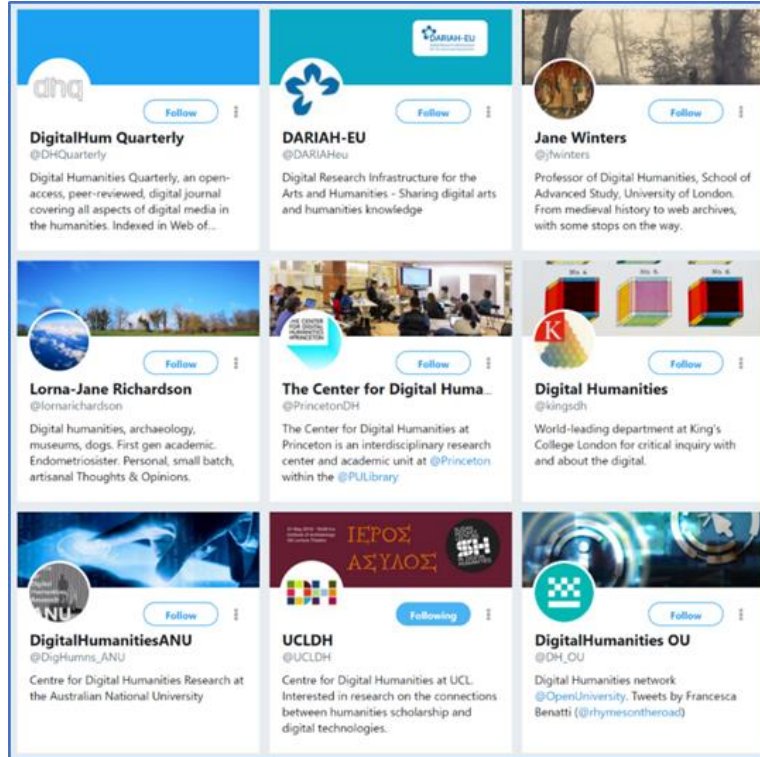 dhq
Follow
DigitalHum Quarterly
@DHQuarterly
Digital Humanities Quarterly, an open-
access, peer-reviewed, digital journal
covering all aspects of digital media in
the humanities. Indexed in Web of...
DARIAH-EU
Follow
DARIAH-EU
@DARIAHeu
Digital Research Infrastructure for the
Arts and Humanities - Sharing digital arts
and humanities knowledge
Follow
Jane Winters
@jfwinters
Professor of Digital Humanities, School of
Advanced Study, University of London.
From medieval history to web archives,
with some stops on the way.
Follow
Lorna-Jane Richardson
@lornarichardson
Digital humanities, archaeology,
museums, dogs. First gen academic.
Endometriosister. Personal, small batch,
artisanal Thoughts & Opinions.
THE CENTER
FOR DIGITAL
HUMANITIES
@PRINCETON
Follow
The Center for Digital Huma...
@PrincetonDH
The Center for Digital Humanities at
Princeton is an interdisciplinary research
center and academic unit at @Princeton
within the @PULibrary
No 4 No 5 No 6
K
Follow
Digital Humanities
@kingsdh
World-leading department at King's
College London for critical inquiry with
and about the digital.
Digital
Humanities
Research
ANU
Follow
DigitalHumanitiesANU
@DigHumns_ANU
Centre for Digital Humanities Research at
the Australian National University
ΙΕΡΟΣ
ΑΣΥΛΟΣ
SH
Following
UCLDH
@UCLDH
Centre for Digital Humanities at UCL.
Interested in research on the connections
between humanities scholarship and
digital technologies.
Follow
DigitalHumanities OU
@DH_OU
Digital Humanities network
@OpenUniversity. Tweets by Francesca
Benatti (@rhymesontheroad)